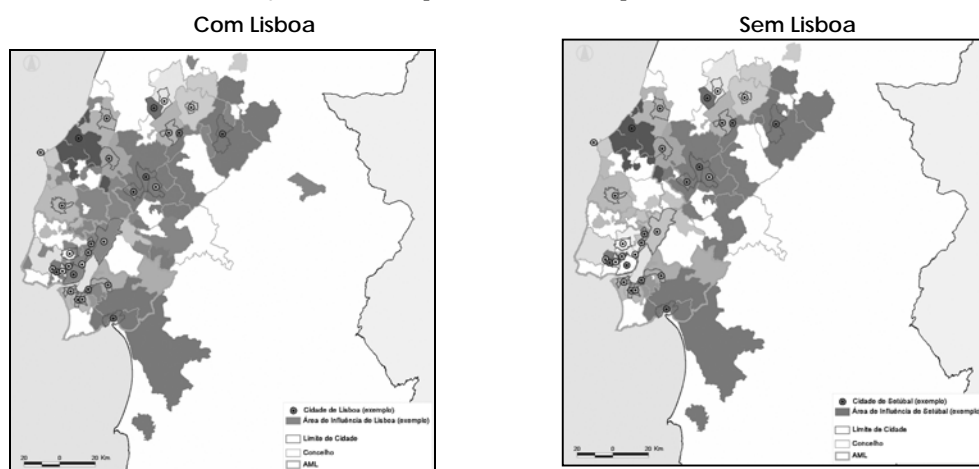 Com Lisboa
Sem Lisboa
Cidade de Lisboa (exemplo)
Área de Influência de Lisboa (exemplo)
Limite de Cidade
Concelho
AML
20 0 20 Km
Cidade de Setúbal (exemplo)
Área de Influência de Setúbal (exemplo)
Limite de Cidade
Concelho
AML
20 0 20 Km